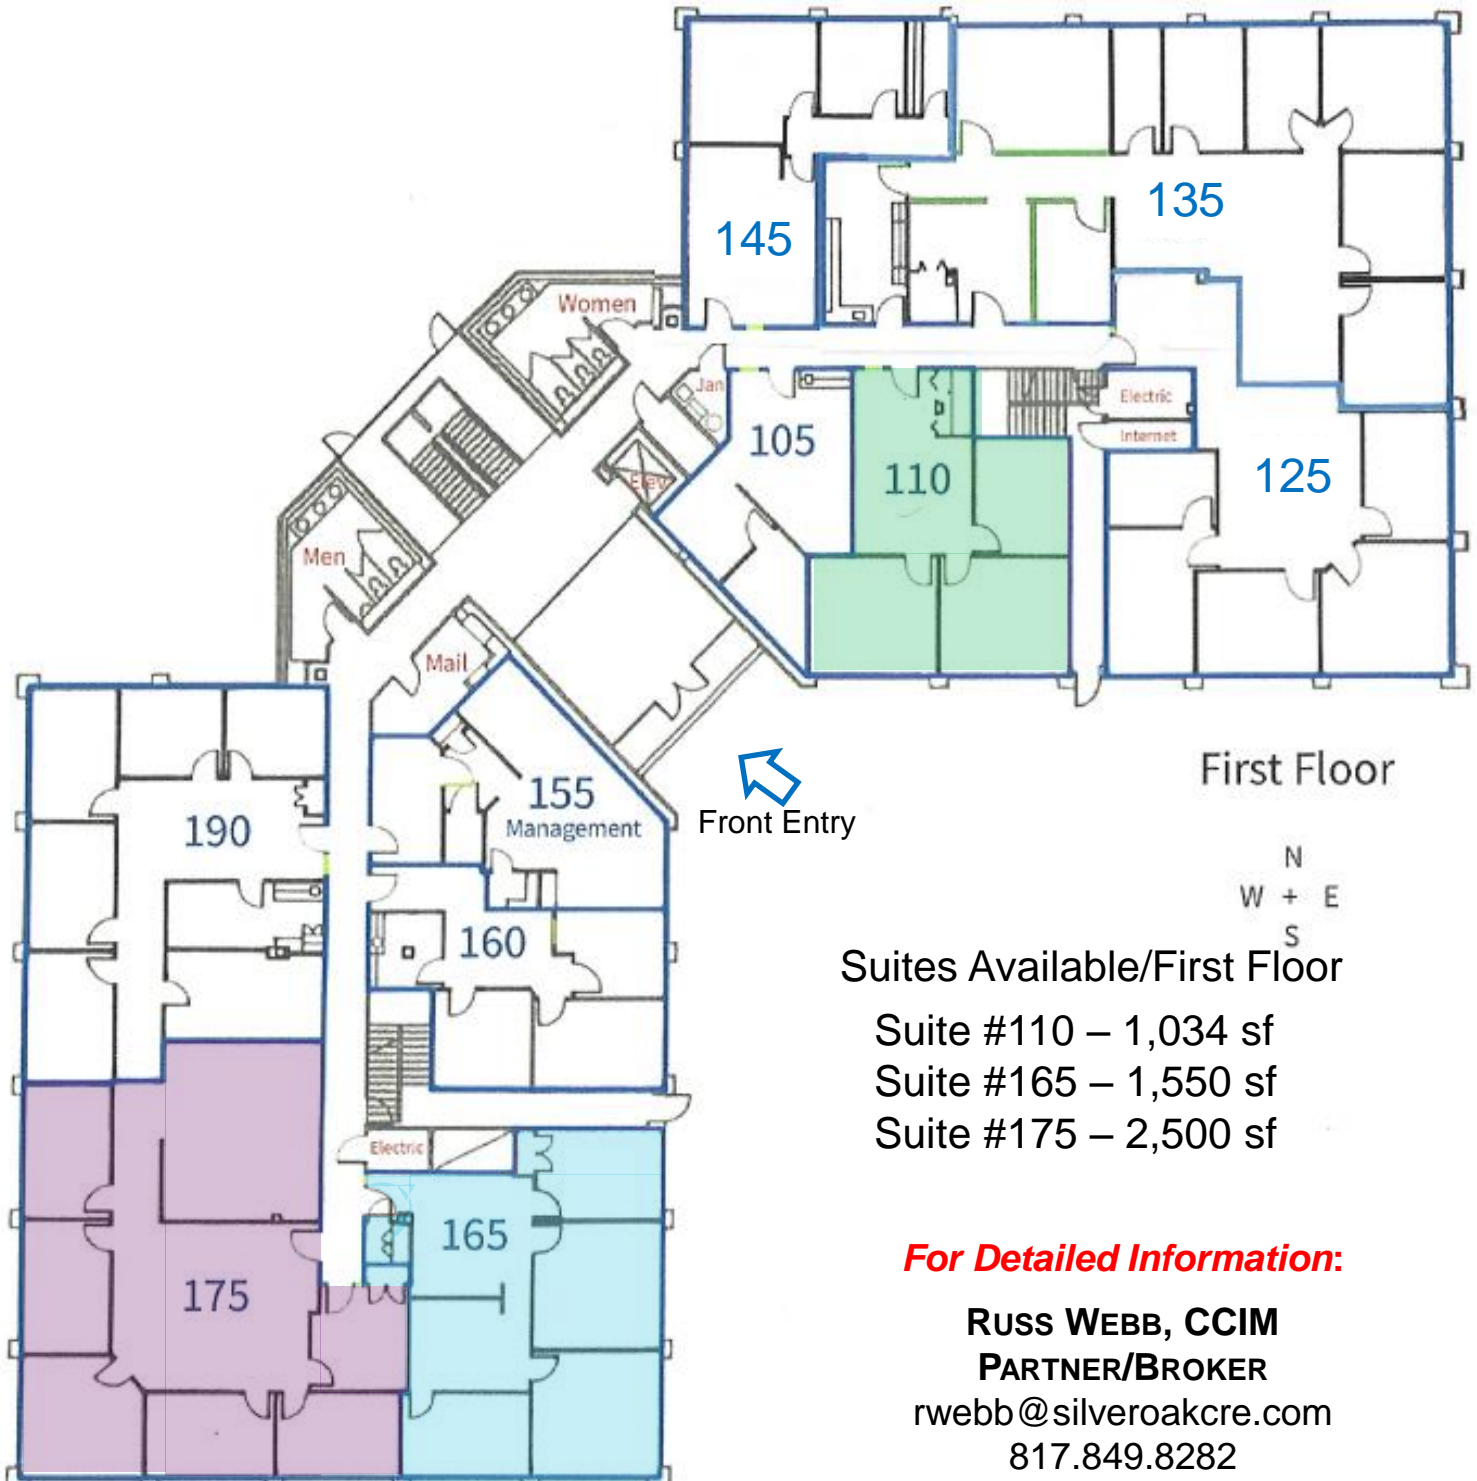 135
145
Women
Jan
Electric
105
Internet
Elev
110
125
Men
Mail
First Floor
155
Management
Front Entry
190
N
W + E
S
160
Suites Available/First Floor
Suite #110 – 1,034 sf
Suite #165 – 1,550 sf
Suite #175 – 2,500 sf
Electric
165
175
For Detailed Information:
RUSS WEBB, CCIM
PARTNER/BROKER
rwebb@silveroakcre.com
817.849.8282